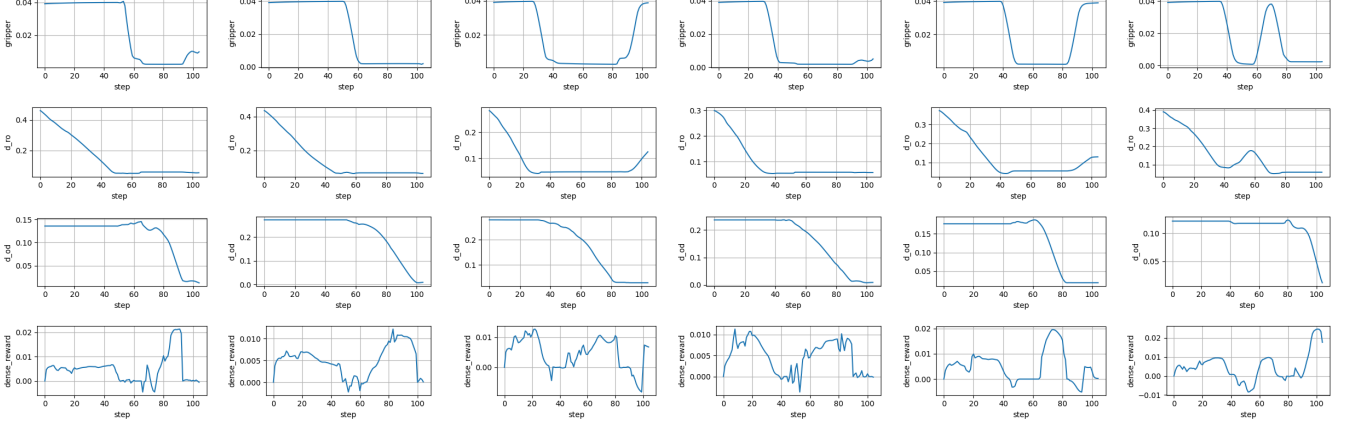 0.04 0.04 0.04 0.04 0.04 0.04
gripper gripper gripper gripper gripper gripper
0.02 0.02 0.02 0.02 0.02 0.02
0.00 0.00 0.00 0.00
0 20 40 60 80 100 0 20 40 60 80 100 0 20 40 60 80 100 0 20 40 60 80 100 0 20 40 60 80 100 0 20 40 60 80 100
step step step step step step
0.4 0.4 0.2 0.3 0.3 0.4
d_ro d_ro d_ro d_ro d_ro d_ro
0.2 0.2 0.1 0.2 0.2 0.3
0.1 0.1 0.2
0.1
0 20 40 60 80 100 0 20 40 60 80 100 0 20 40 60 80 100 0 20 40 60 80 100 0 20 40 60 80 100 0 20 40 60 80 100
step step step step step step
0.15 0.2 0.2 0.2 0.15 0.10
d_od d_od d_od d_od d_od d_od
0.10 0.1 0.1 0.1 0.10 0.05
0.05 0.0 0.0 0.05
0 20 40 60 80 100 0 20 40 60 80 100 0 20 40 60 80 100 0 20 40 60 80 100 0 20 40 60 80 100 0 20 40 60 80 100
step step step step step step
0.02 0.010 0.01 0.010 0.02 0.02
dense_reward dense_reward dense_reward dense_reward dense_reward dense_reward
0.01 0.005 0.00 0.005 0.01 0.01
0.00 0.000 0.000 0.00 0.00
−0.01
0 20 40 60 80 100 0 20 40 60 80 100 0 20 40 60 80 100 0 20 40 60 80 100 0 20 40 60 80 100 0 20 40 60 80 100
step step step step step step